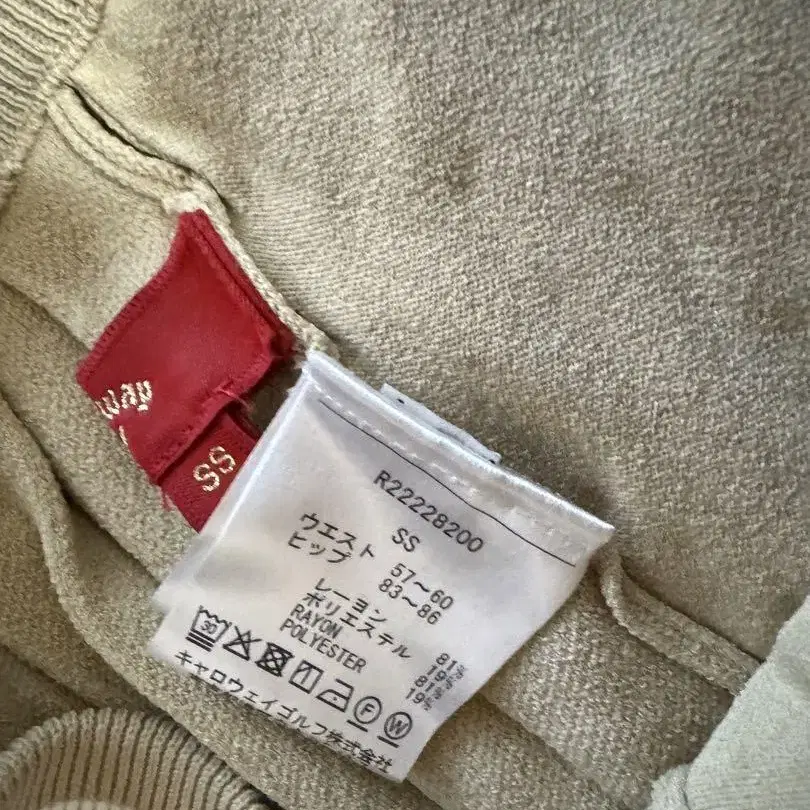 wap
SS
R22228200
SS
ウエスト 57～60
ヒップ 83～86
レーヨン 81%
ポリエステル 19%
RAYON 81%
POLYESTER 19%
30
F W
キャロウェイゴルフ株式会社